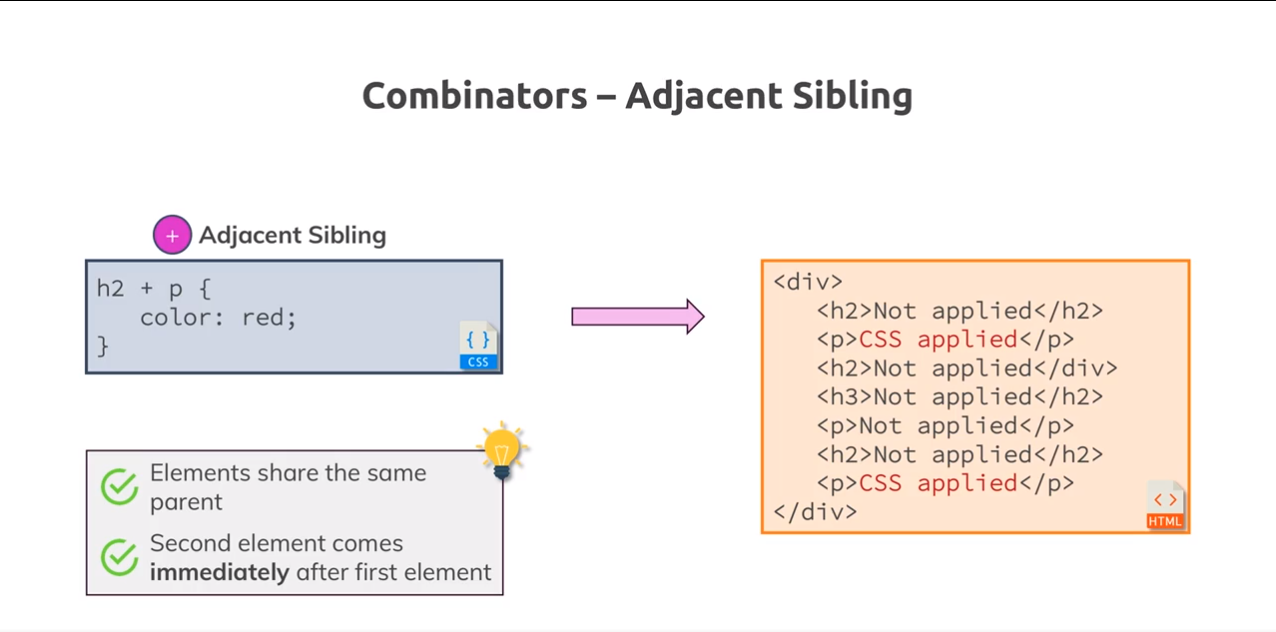 Combinators – Adjacent Sibling
+ Adjacent Sibling
h2 + p {
color: red;
}
{ }
CSS
Elements share the same
parent
Second element comes
immediately after first element
<div>
<h2>Not applied</h2>
<p>CSS applied</p>
<h2>Not applied</div>
<h3>Not applied</h2>
<p>Not applied</p>
<h2>Not applied</h2>
<p>CSS applied</p>
</div>
< >
HTML